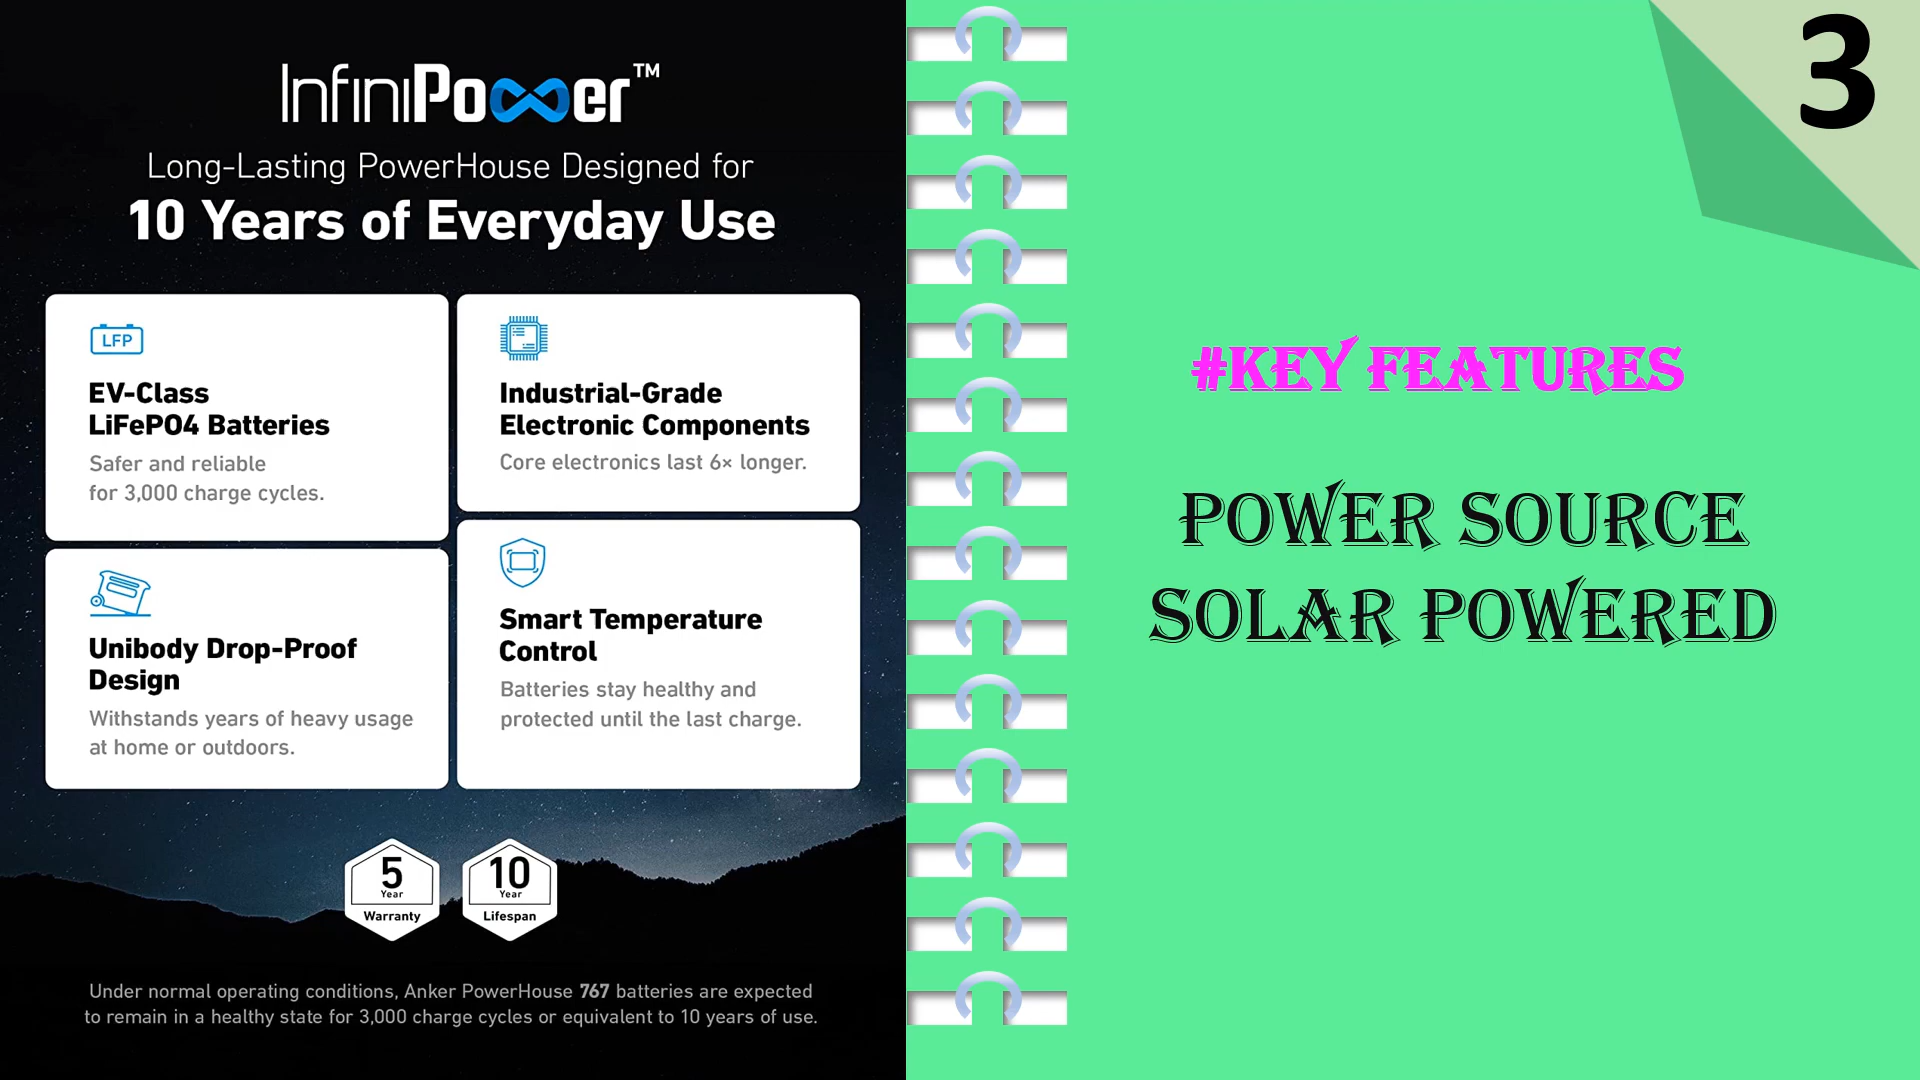 InfiniPower™
Long-Lasting PowerHouse Designed for
10 Years of Everyday Use
LFP
EV-Class
LiFePO4 Batteries
Safer and reliable
for 3,000 charge cycles.
Industrial-Grade
Electronic Components
Core electronics last 6× longer.
Unibody Drop-Proof
Design
Withstands years of heavy usage
at home or outdoors.
Smart Temperature
Control
Batteries stay healthy and
protected until the last charge.
5
Year
Warranty
10
Year
Lifespan
Under normal operating conditions, Anker PowerHouse 767 batteries are expected
to remain in a healthy state for 3,000 charge cycles or equivalent to 10 years of use.
3
#KEY FEATURES
POWER SOURCE
SOLAR POWERED